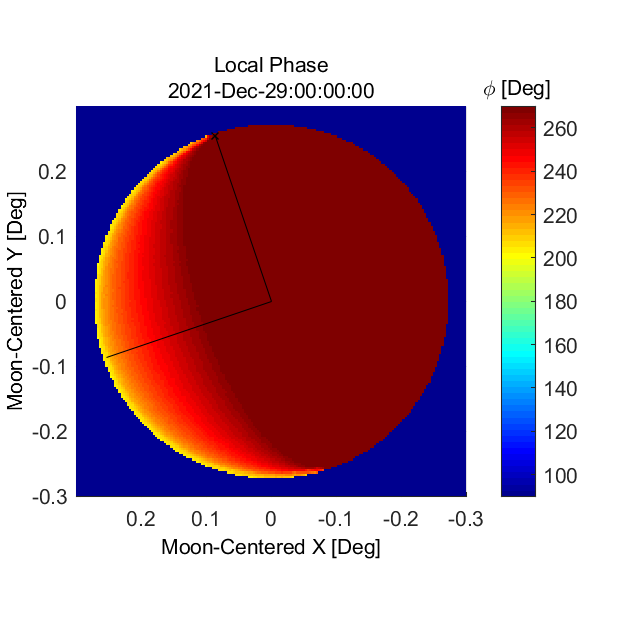 Local Phase
2021-Dec-29:00:00:00
ϕ [Deg]
260
240
220
200
180
160
140
120
100
Moon-Centered Y [Deg]
0.2
0.1
0
-0.1
-0.2
-0.3
0.2 0.1 0 -0.1 -0.2 -0.3
Moon-Centered X [Deg]